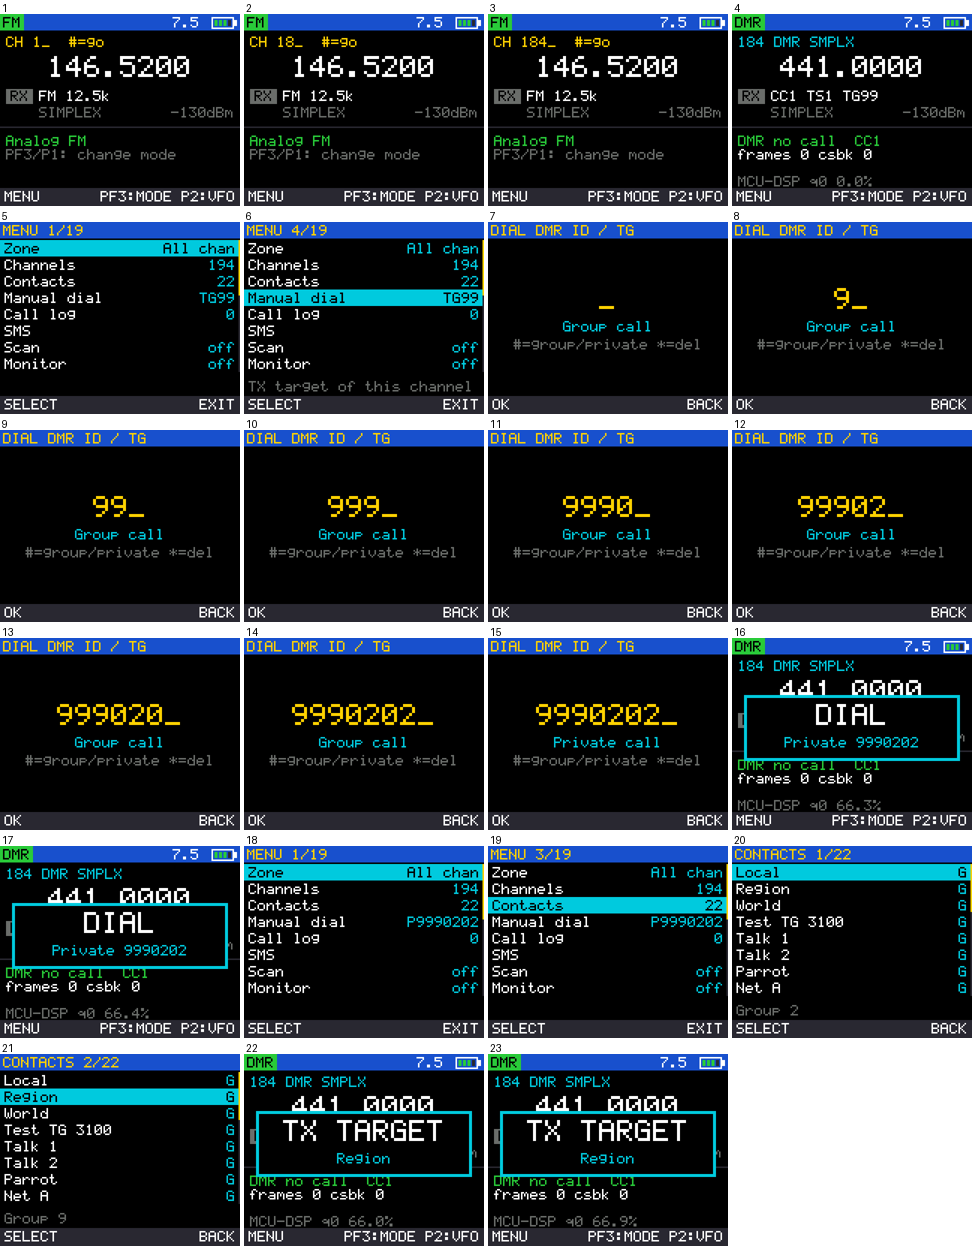 1
FM 7.5
CH 1_ #=go
146.5200
RX FM 12.5k
SIMPLEX -130dBm
Analog FM
PF3/P1: change mode
MENU PF3:MODE P2:VFO
2
FM 7.5
CH 18_ #=go
146.5200
RX FM 12.5k
SIMPLEX -130dBm
Analog FM
PF3/P1: change mode
MENU PF3:MODE P2:VFO
3
FM 7.5
CH 184_ #=go
146.5200
RX FM 12.5k
SIMPLEX -130dBm
Analog FM
PF3/P1: change mode
MENU PF3:MODE P2:VFO
4
DMR 7.5
184 DMR SMPLX
441.0000
RX CC1 TS1 TG99
SIMPLEX -130dBm
DMR no call CC1
frames 0 csbk 0
MCU-DSP q0 0.0%
MENU PF3:MODE P2:VFO
5
MENU 1/19
Zone All chan
Channels 194
Contacts 22
Manual dial TG99
Call log 0
SMS
Scan off
Monitor off
SELECT EXIT
6
MENU 4/19
Zone All chan
Channels 194
Contacts 22
Manual dial TG99
Call log 0
SMS
Scan off
Monitor off
TX target of this channel
SELECT EXIT
7
DIAL DMR ID / TG
_
Group call
#=group/private *=del
OK BACK
8
DIAL DMR ID / TG
9_
Group call
#=group/private *=del
OK BACK
9
DIAL DMR ID / TG
99_
Group call
#=group/private *=del
OK BACK
10
DIAL DMR ID / TG
999_
Group call
#=group/private *=del
OK BACK
11
DIAL DMR ID / TG
9990_
Group call
#=group/private *=del
OK BACK
12
DIAL DMR ID / TG
99902_
Group call
#=group/private *=del
OK BACK
13
DIAL DMR ID / TG
999020_
Group call
#=group/private *=del
OK BACK
14
DIAL DMR ID / TG
9990202_
Group call
#=group/private *=del
OK BACK
15
DIAL DMR ID / TG
9990202_
Private call
#=group/private *=del
OK BACK
16
DMR 7.5
184 DMR SMPLX
441 0000
DIAL
Private 9990202
DMR no call CC1
frames 0 csbk 0
MCU-DSP q0 66.3%
MENU PF3:MODE P2:VFO
17
DMR 7.5
184 DMR SMPLX
441 0000
DIAL
Private 9990202
DMR no call CC1
frames 0 csbk 0
MCU-DSP q0 66.4%
MENU PF3:MODE P2:VFO
18
MENU 1/19
Zone All chan
Channels 194
Contacts 22
Manual dial P9990202
Call log 0
SMS
Scan off
Monitor off
SELECT EXIT
19
MENU 3/19
Zone All chan
Channels 194
Contacts 22
Manual dial P9990202
Call log 0
SMS
Scan off
Monitor off
SELECT EXIT
20
CONTACTS 1/22
Local G
Region G
World G
Test TG 3100 G
Talk 1 G
Talk 2 G
Parrot G
Net A G
Group 2
SELECT BACK
21
CONTACTS 2/22
Local G
Region G
World G
Test TG 3100 G
Talk 1 G
Talk 2 G
Parrot G
Net A G
Group 9
SELECT BACK
22
DMR 7.5
184 DMR SMPLX
441 0000
TX TARGET
Region
DMR no call CC1
frames 0 csbk 0
MCU-DSP q0 66.0%
MENU PF3:MODE P2:VFO
23
DMR 7.5
184 DMR SMPLX
441 0000
TX TARGET
Region
DMR no call CC1
frames 0 csbk 0
MCU-DSP q0 66.9%
MENU PF3:MODE P2:VFO